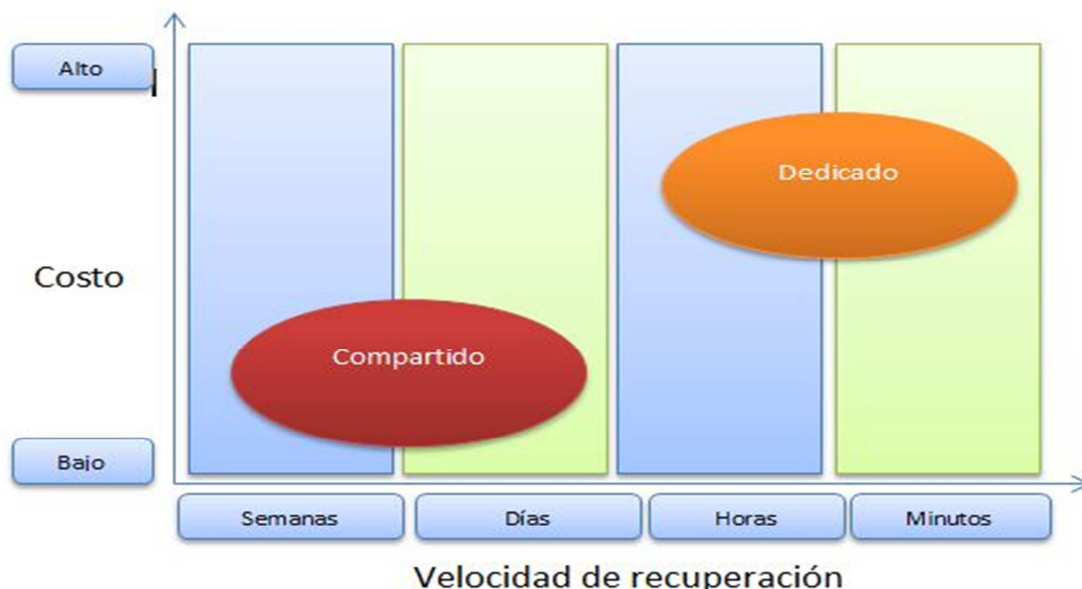 Alto
Dedicado
Costo
Compartido
Bajo
Semanas
Días
Horas
Minutos
Velocidad de recuperación